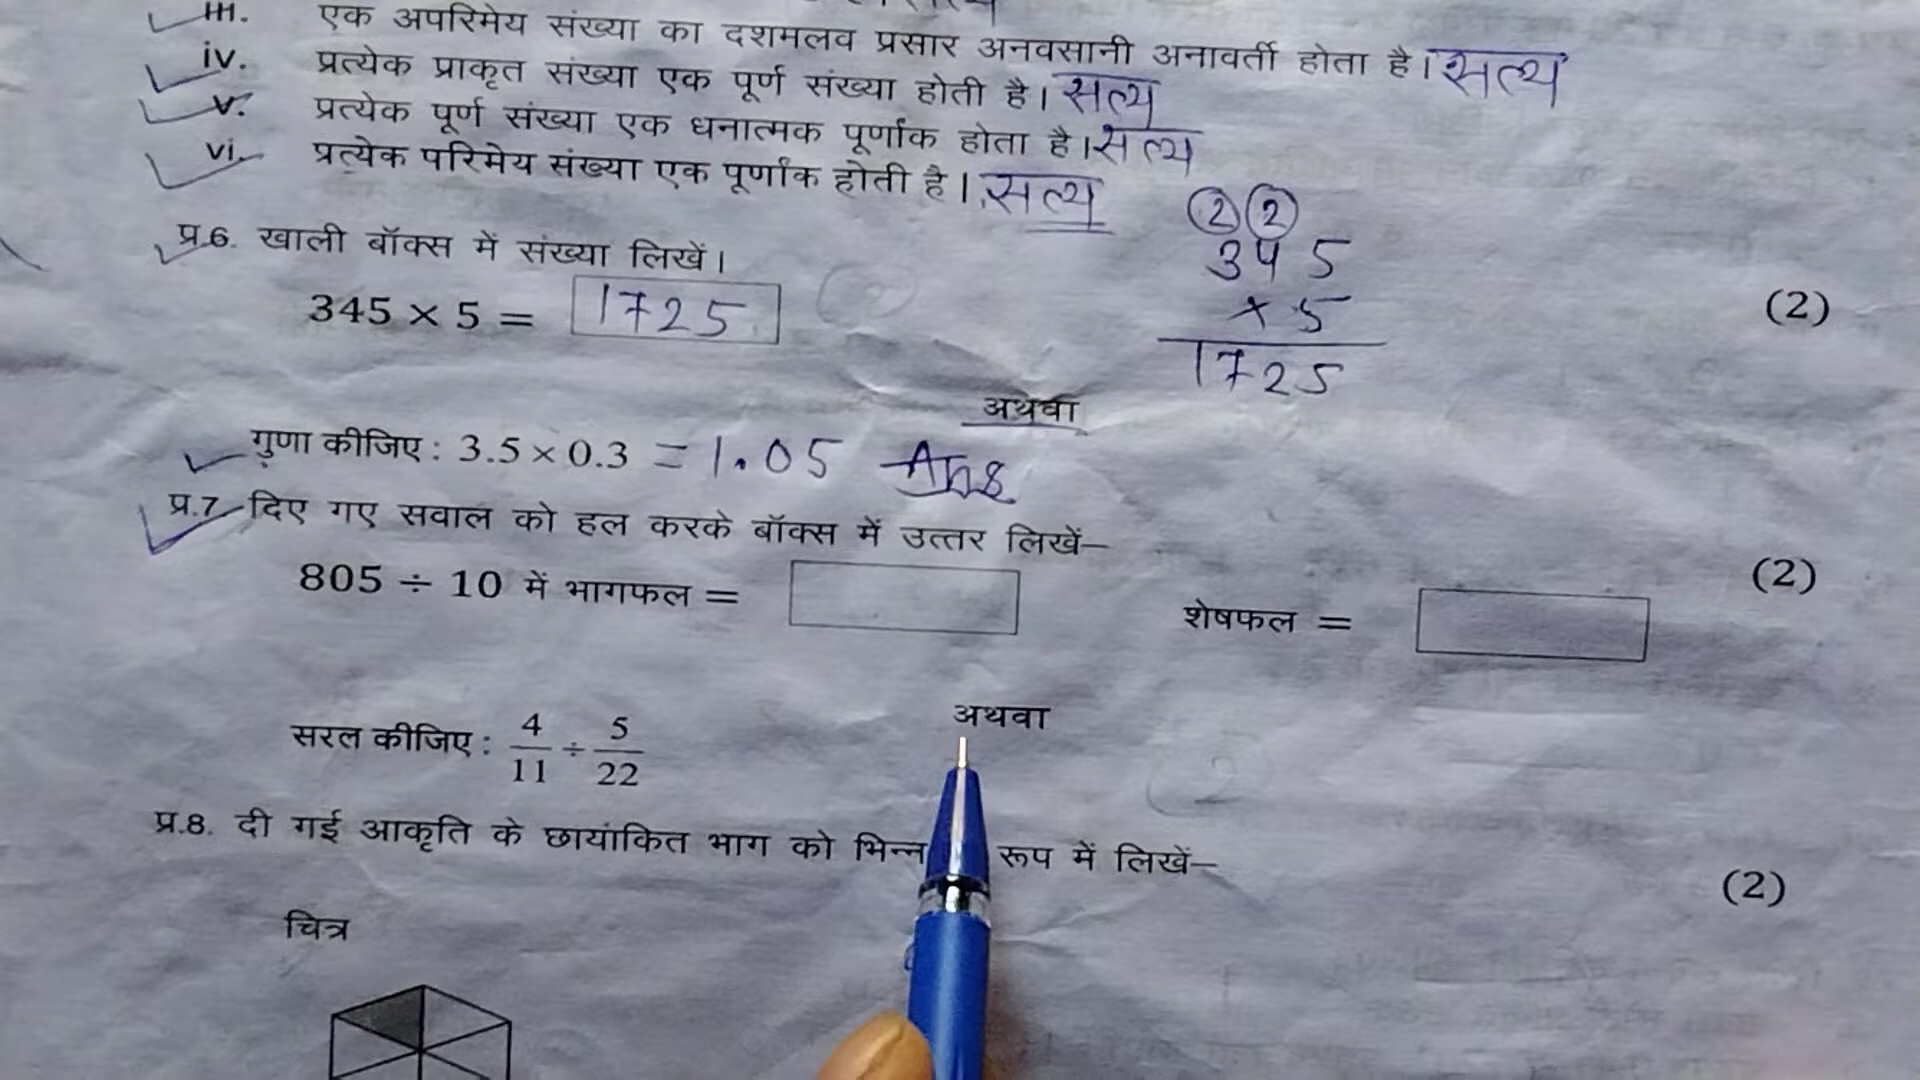 iii. एक अपरिमेय संख्या का दशमलव प्रसार अनवसानी अनावर्ती होता है। सत्य
iv. प्रत्येक प्राकृत संख्या एक पूर्ण संख्या होती है। सत्य
v. प्रत्येक पूर्ण संख्या एक धनात्मक पूर्णांक होता है। सत्य
vi. प्रत्येक परिमेय संख्या एक पूर्णांक होती है। सत्य
2 2
प्र.6. खाली बॉक्स में संख्या लिखें।
345
345 × 5 = 1725
× 5
(2)
1725
अथवा
गुणा कीजिए : 3.5 × 0.3 = 1.05 Ans
प्र.7 दिए गए सवाल को हल करके बॉक्स में उत्तर लिखें–
(2)
805 ÷ 10 में भागफल =
शेषफल =
अथवा
सरल कीजिए : 4/11 ÷ 5/22
प्र.8. दी गई आकृति के छायांकित भाग को भिन्न रूप में लिखें–
(2)
चित्र